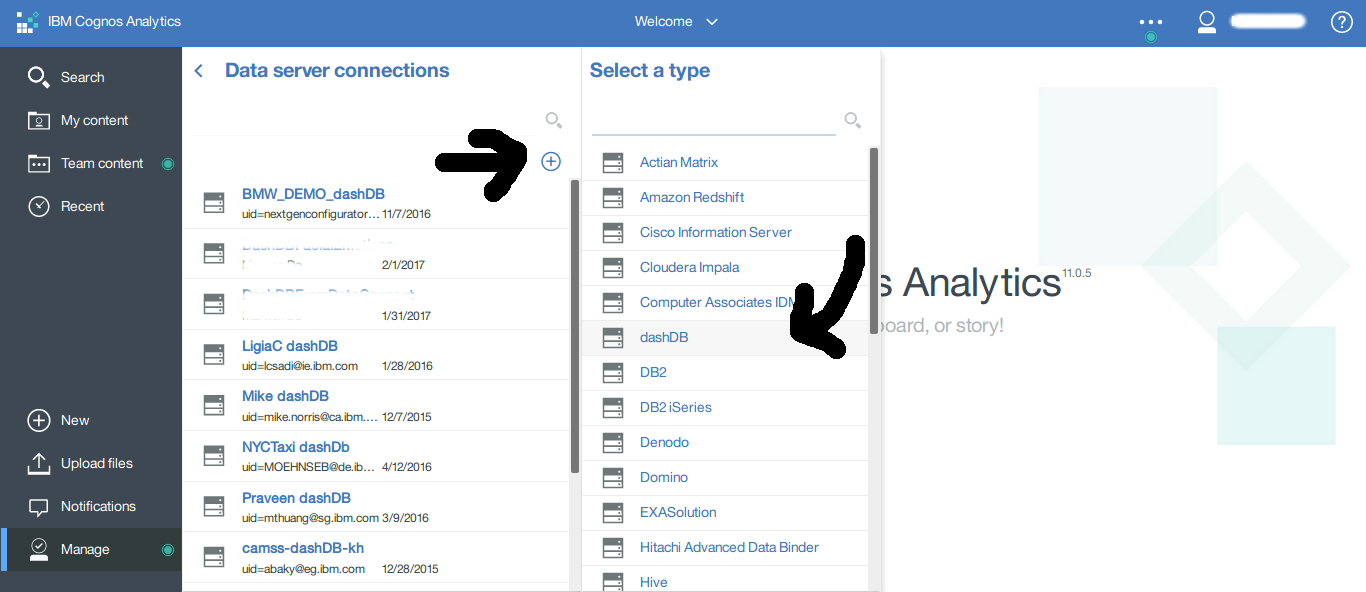 IBM Cognos Analytics
Welcome
Search
My content
Team content
Recent
New
Upload files
Notifications
Manage
Data server connections
BMW_DEMO_dashDB
uid=nextgenconfigurator… 11/7/2016
2/1/2017
1/31/2017
LigiaC dashDB
uid=lcsadi@ie.ibm.com 1/28/2016
Mike dashDB
uid=mike.norris@ca.ibm.… 12/7/2015
NYCTaxi dashDb
uid=MOEHNSEB@de.ib… 4/12/2016
Praveen dashDB
uid=mthuang@sg.ibm.com 3/9/2016
camss-dashDB-kh
uid=abaky@eg.ibm.com 12/28/2015
Select a type
Actian Matrix
Amazon Redshift
Cisco Information Server
Cloudera Impala
Computer Associates IDM
dashDB
DB2
DB2 iSeries
Denodo
Domino
EXASolution
Hitachi Advanced Data Binder
Hive
s Analytics 11.0.5
board, or story!